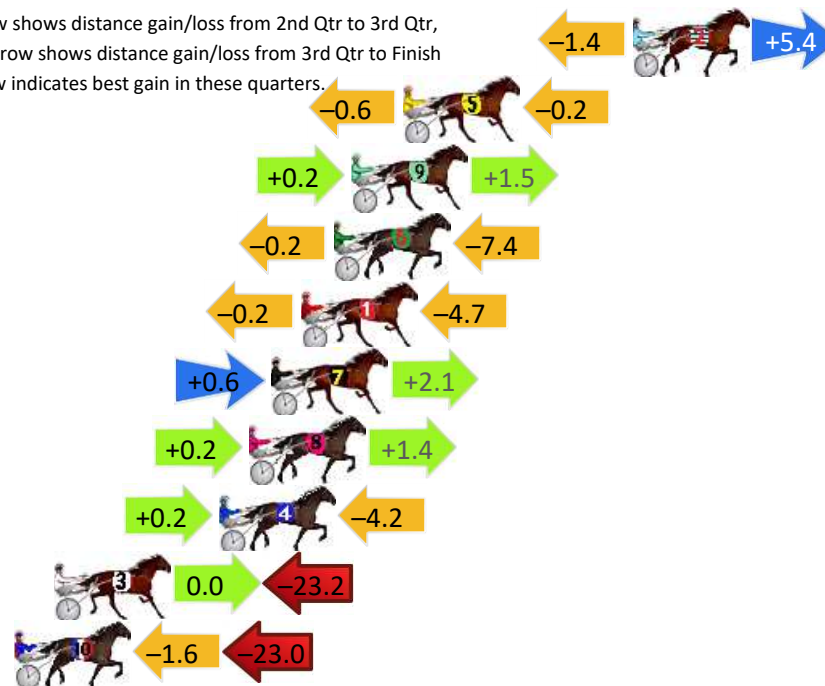 w shows distance gain/loss from 2nd Qtr to 3rd Qtr,
row shows distance gain/loss from 3rd Qtr to Finish
w indicates best gain in these quarters.
–1.4 +5.4
–0.6 5 –0.2
+0.2 9 +1.5
–0.2 6 –7.4
–0.2 1 –4.7
+0.6 7 +2.1
+0.2 8 +1.4
+0.2 4 –4.2
3 0.0 –23.2
10 –1.6 –23.0